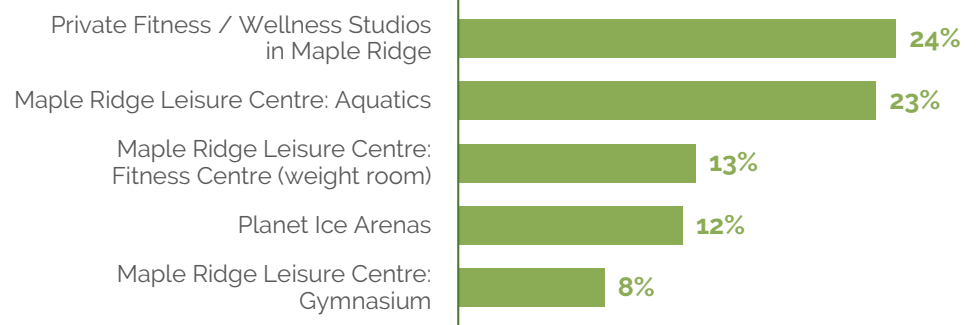 Private Fitness / Wellness Studios
in Maple Ridge
24%
Maple Ridge Leisure Centre: Aquatics
23%
Maple Ridge Leisure Centre:
Fitness Centre (weight room)
13%
Planet Ice Arenas
12%
Maple Ridge Leisure Centre:
Gymnasium
8%